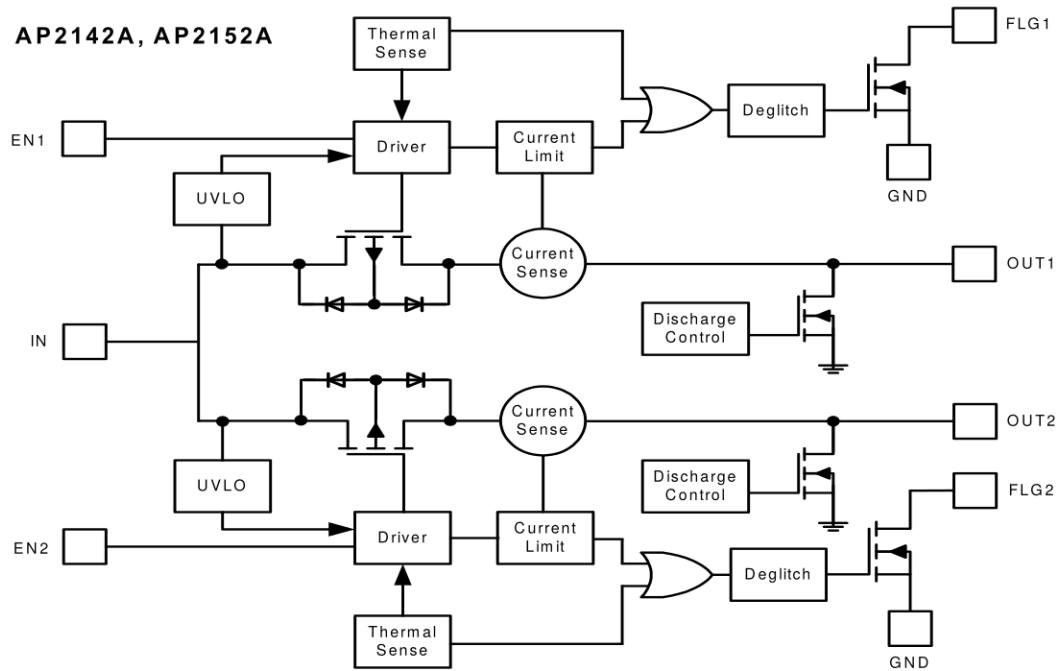 AP2142A, AP2152A
Thermal
Sense
FLG1
Deglitch
EN1
Driver
Current
Limit
GND
UVLO
Current
Sense
OUT1
Discharge
Control
IN
Current
Sense
OUT2
UVLO
Discharge
Control
FLG2
EN2
Driver
Current
Limit
Deglitch
Thermal
Sense
GND